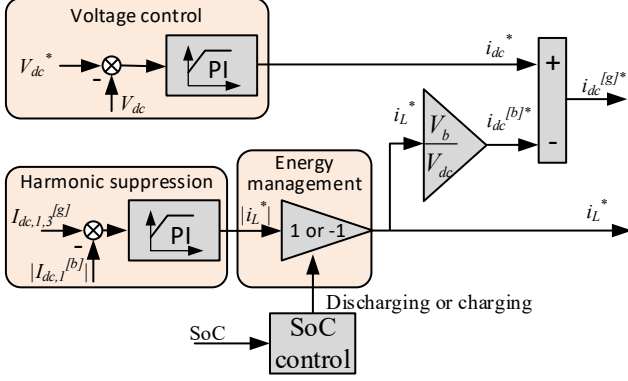 Voltage control
V_dc^*
-
V_dc
PI
i_dc^*
+
-
i_dc^[g]*
i_L^*
V_b
V_dc
i_dc^[b]*
Harmonic suppression
I_dc,1,3^[g]
-
|I_dc,1^[b]|
PI
Energy
management
|i_L^*|
1 or -1
i_L^*
Discharging or charging
SoC
SoC
control